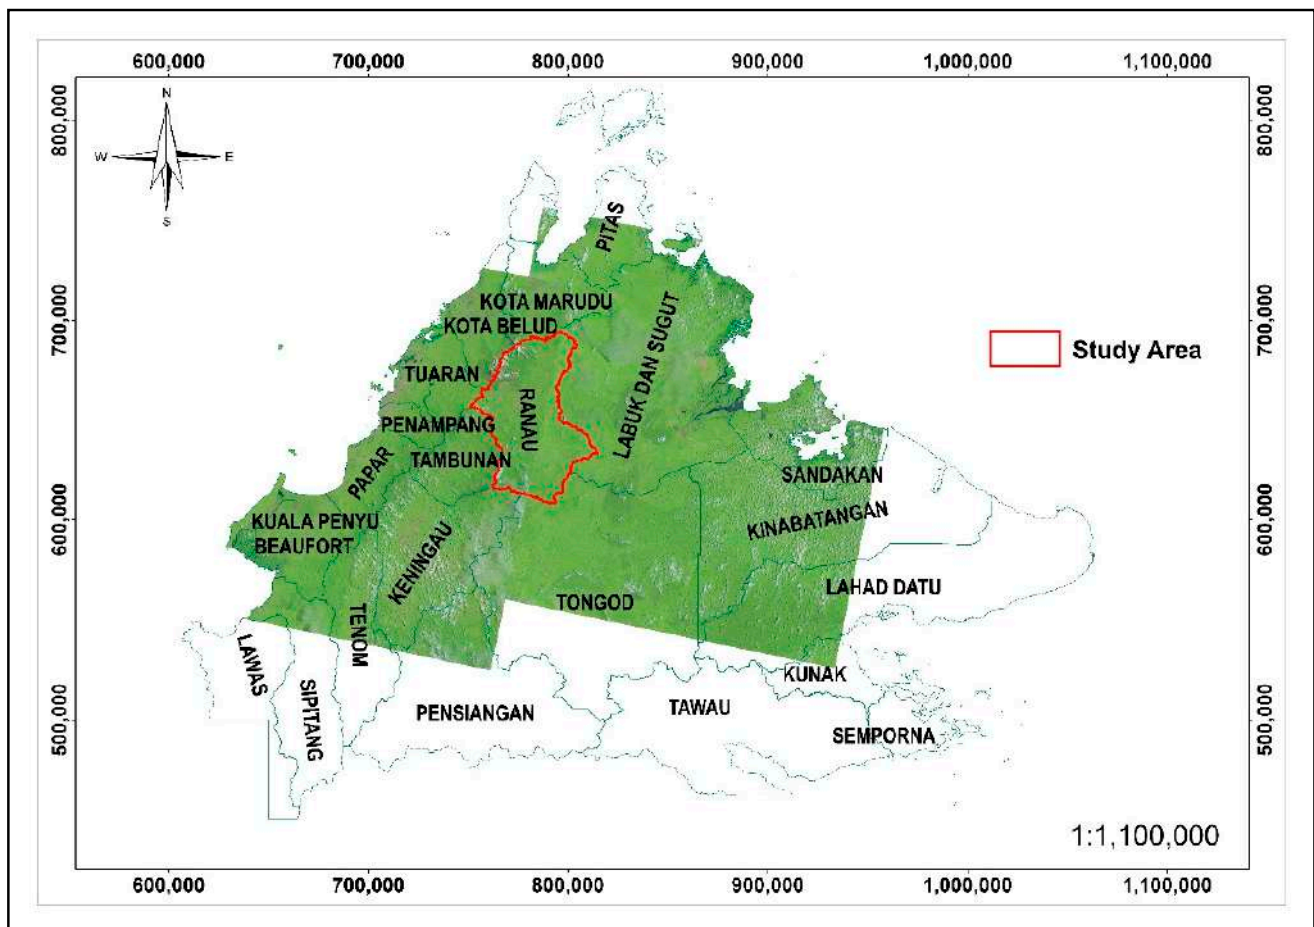 600,000 700,000 800,000 900,000 1,000,000 1,100,000
800,000
700,000
600,000
500,000
N
W E
S
PITAS
KOTA MARUDU
KOTA BELUD
LABUK DAN SUGUT
TUARAN
RANAU
PENAMPANG
PAPAR
TAMBUNAN
SANDAKAN
KINABATANGAN
KUALA PENYU
BEAUFORT
KENINGAU
TENOM
TONGOD
LAHAD DATU
LAWAS
SIPITANG
PENSIANGAN
TAWAU
KUNAK
SEMPORNA
Study Area
800,000
700,000
600,000
500,000
1:1,100,000
600,000 700,000 800,000 900,000 1,000,000 1,100,000